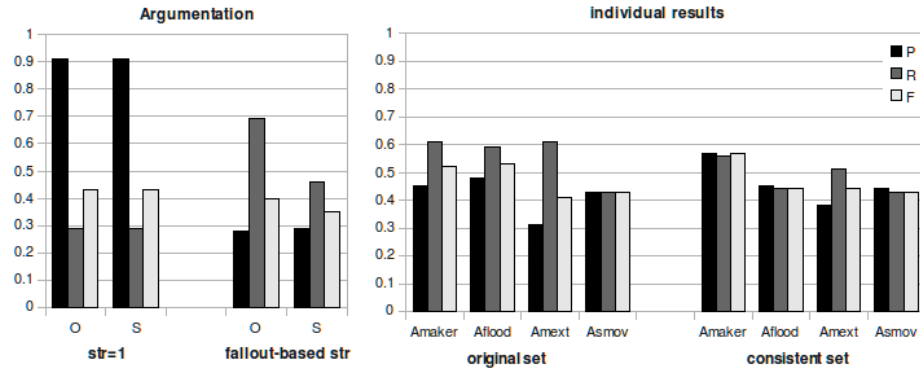 Argumentation
1
0.9
0.8
0.7
0.6
0.5
0.4
0.3
0.2
0.1
0
O S O S
str=1 fallout-based str
individual results
1
0.9
0.8
0.7
0.6
0.5
0.4
0.3
0.2
0.1
0
P
R
F
Amaker Aflood Amext Asmov Amaker Aflood Amext Asmov
original set consistent set